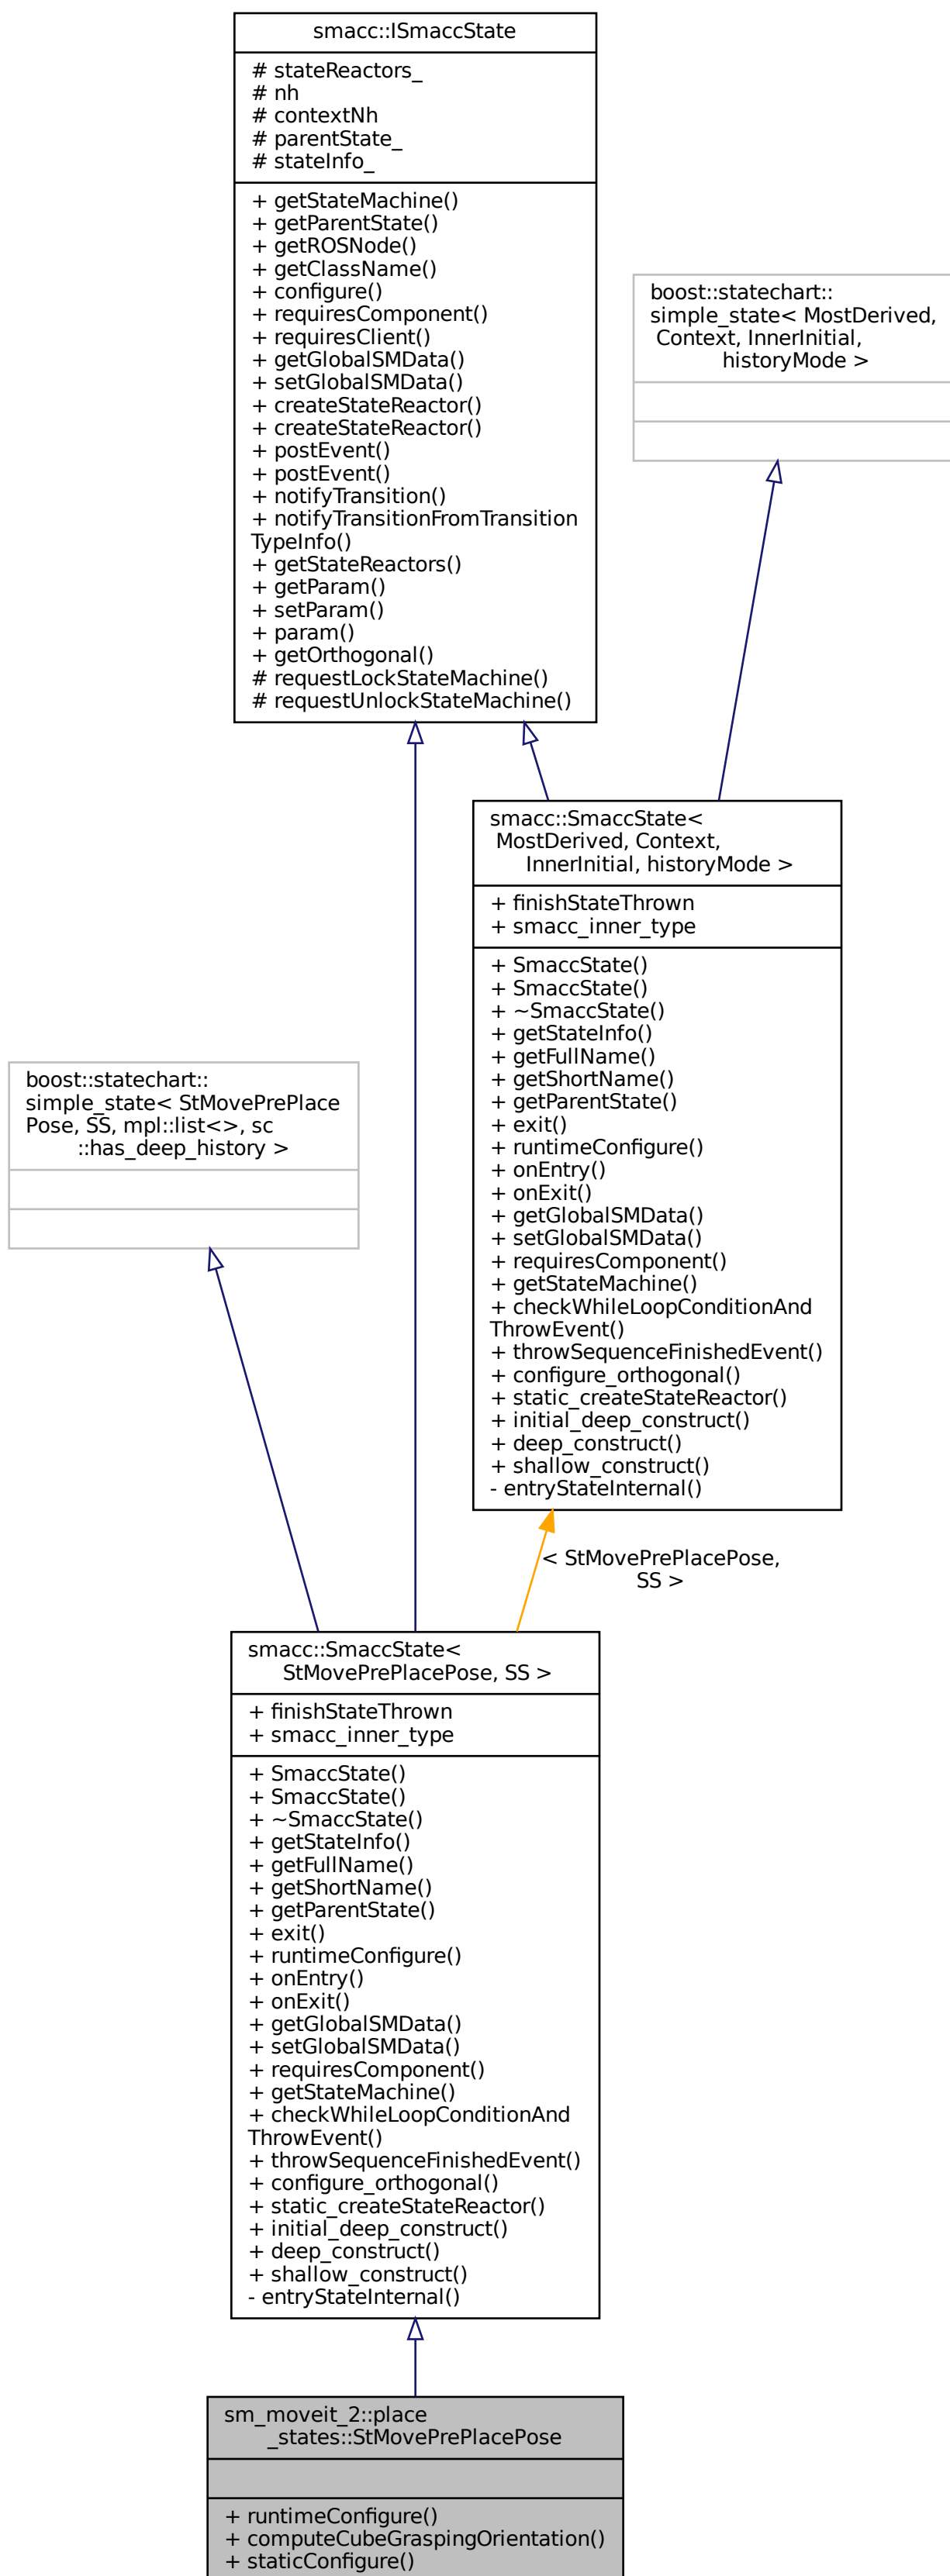 smacc::ISmaccState
# stateReactors_
# nh
# contextNh
# parentState_
# stateInfo_
+ getStateMachine()
+ getParentState()
+ getROSNode()
+ getClassName()
+ configure()
+ requiresComponent()
+ requiresClient()
+ getGlobalSMData()
+ setGlobalSMData()
+ createStateReactor()
+ createStateReactor()
+ postEvent()
+ postEvent()
+ notifyTransition()
+ notifyTransitionFromTransition
TypeInfo()
+ getStateReactors()
+ getParam()
+ setParam()
+ param()
+ getOrthogonal()
# requestLockStateMachine()
# requestUnlockStateMachine()
boost::statechart::
simple_state< MostDerived,
Context, InnerInitial,
historyMode >
smacc::SmaccState<
MostDerived, Context,
InnerInitial, historyMode >
+ finishStateThrown
+ smacc_inner_type
+ SmaccState()
+ SmaccState()
+ ~SmaccState()
+ getStateInfo()
+ getFullName()
+ getShortName()
+ getParentState()
+ exit()
+ runtimeConfigure()
+ onEntry()
+ onExit()
+ getGlobalSMData()
+ setGlobalSMData()
+ requiresComponent()
+ getStateMachine()
+ checkWhileLoopConditionAnd
ThrowEvent()
+ throwSequenceFinishedEvent()
+ configure_orthogonal()
+ static_createStateReactor()
+ initial_deep_construct()
+ deep_construct()
+ shallow_construct()
- entryStateInternal()
boost::statechart::
simple_state< StMovePrePlace
Pose, SS, mpl::list<>, sc
::has_deep_history >
< StMovePrePlacePose,
SS >
smacc::SmaccState<
StMovePrePlacePose, SS >
+ finishStateThrown
+ smacc_inner_type
+ SmaccState()
+ SmaccState()
+ ~SmaccState()
+ getStateInfo()
+ getFullName()
+ getShortName()
+ getParentState()
+ exit()
+ runtimeConfigure()
+ onEntry()
+ onExit()
+ getGlobalSMData()
+ setGlobalSMData()
+ requiresComponent()
+ getStateMachine()
+ checkWhileLoopConditionAnd
ThrowEvent()
+ throwSequenceFinishedEvent()
+ configure_orthogonal()
+ static_createStateReactor()
+ initial_deep_construct()
+ deep_construct()
+ shallow_construct()
- entryStateInternal()
sm_moveit_2::place
_states::StMovePrePlacePose
+ runtimeConfigure()
+ computeCubeGraspingOrientation()
+ staticConfigure()